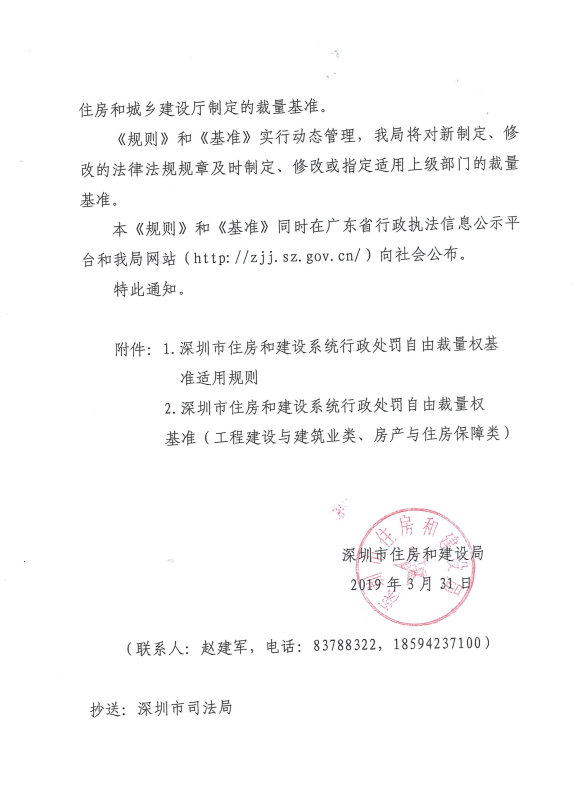 住房和城乡建设厅制定的裁量基准。
《规则》和《基准》实行动态管理，我局将对新制定、修
改的法律法规规章及时制定、修改或指定适用上级部门的裁量
基准。
本《规则》和《基准》同时在广东省行政执法信息公示平
台和我局网站（http://zjj.sz.gov.cn/）向社会公布。
特此通知。
附件：1.深圳市住房和建设系统行政处罚自由裁量权基
准适用规则
2.深圳市住房和建设系统行政处罚自由裁量权
基准（工程建设与建筑业类、房产与住房保障类）
深圳市住房和建设局
深圳市住房和建设局
2019年3月31日
（联系人：赵建军，电话：83788322，18594237100）
抄送：深圳市司法局